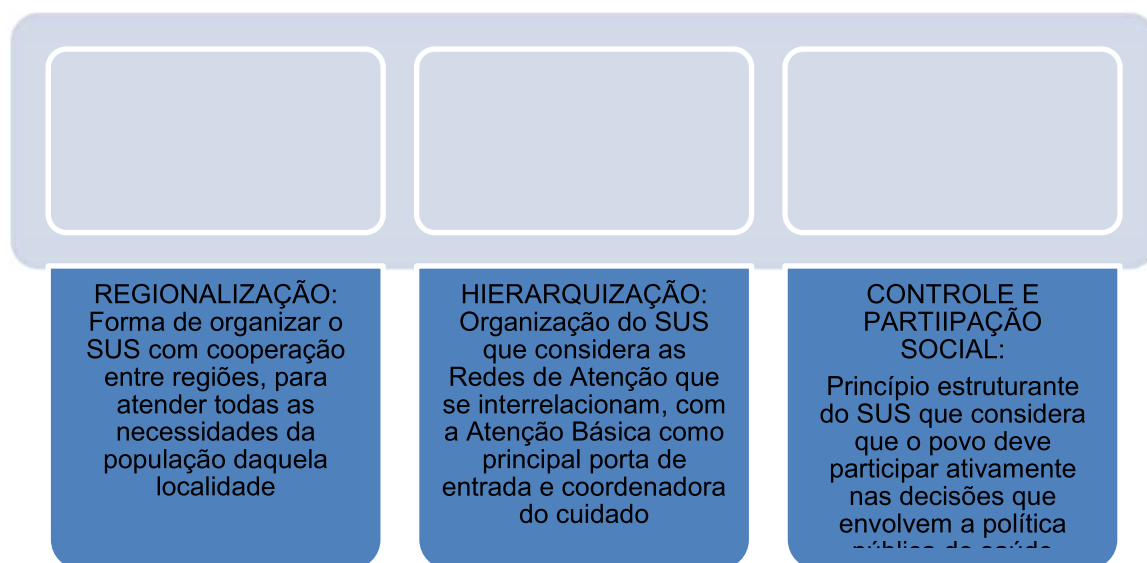 REGIONALIZAÇÃO:
Forma de organizar o
SUS com cooperação
entre regiões, para
atender todas as
necessidades da
população daquela
localidade
HIERARQUIZAÇÃO:
Organização do SUS
que considera as
Redes de Atenção que
se interrelacionam, com
a Atenção Básica como
principal porta de
entrada e coordenadora
do cuidado
CONTROLE E
PARTIIPAÇÃO
SOCIAL:
Princípio estruturante
do SUS que considera
que o povo deve
participar ativamente
nas decisões que
envolvem a política
pública de saúde